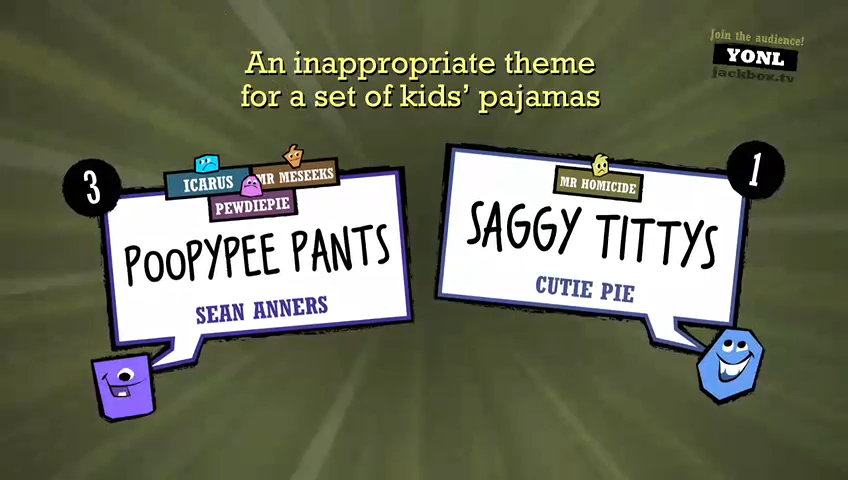 Join the audience!
YONL
jackbox.tv
An inappropriate theme
for a set of kids' pajamas
3
ICARUS
MR MESEEKS
PEWDIEPIE
POOPYPEE PANTS
SEAN ANNERS
1
MR HOMICIDE
SAGGY TITTYS
CUTIE PIE